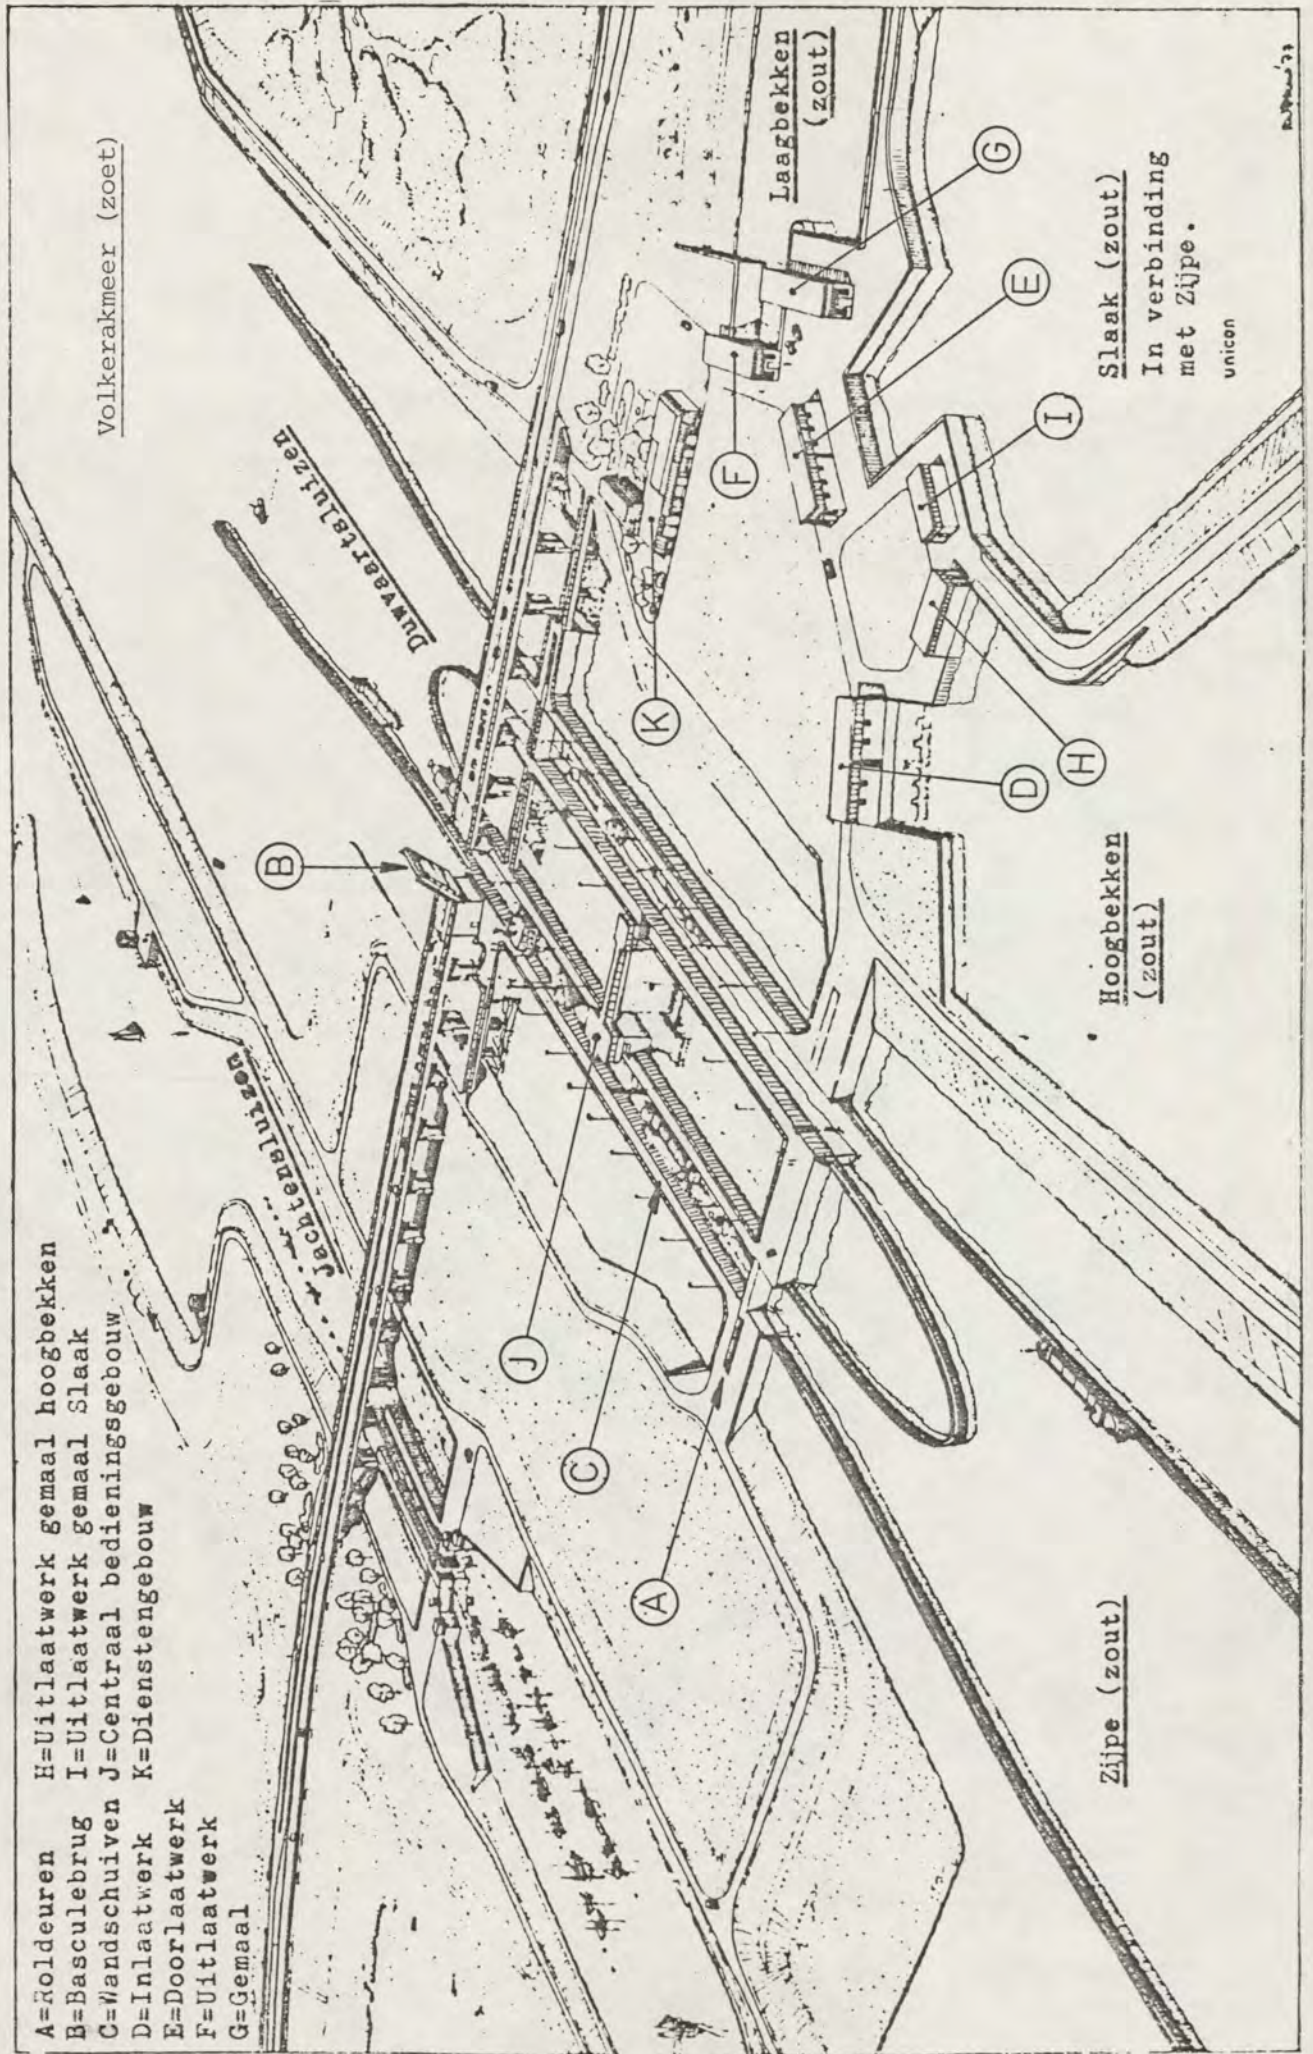 A=Roldeuren H=Uitlaatwerk gemaal hoogbekken
B=Basculebrug I=Uitlaatwerk gemaal Slaak
C=Wandschuiven J=Centraal bedieningsgebouw
D=Inlaatwerk K=Dienstengebouw
E=Doorlaatwerk
F=Uitlaatwerk
G=Gemaal
Volkerakmeer (zoet)
Jachtensluizen
Duwvaartsluizen
B
J
C
A
K
F
Laagbekken
(zout)
G
E
I
H
D
Hoogbekken
(zout)
Slaak (zout)
In verbinding
met Zijpe.
unicon
Zijpe (zout)